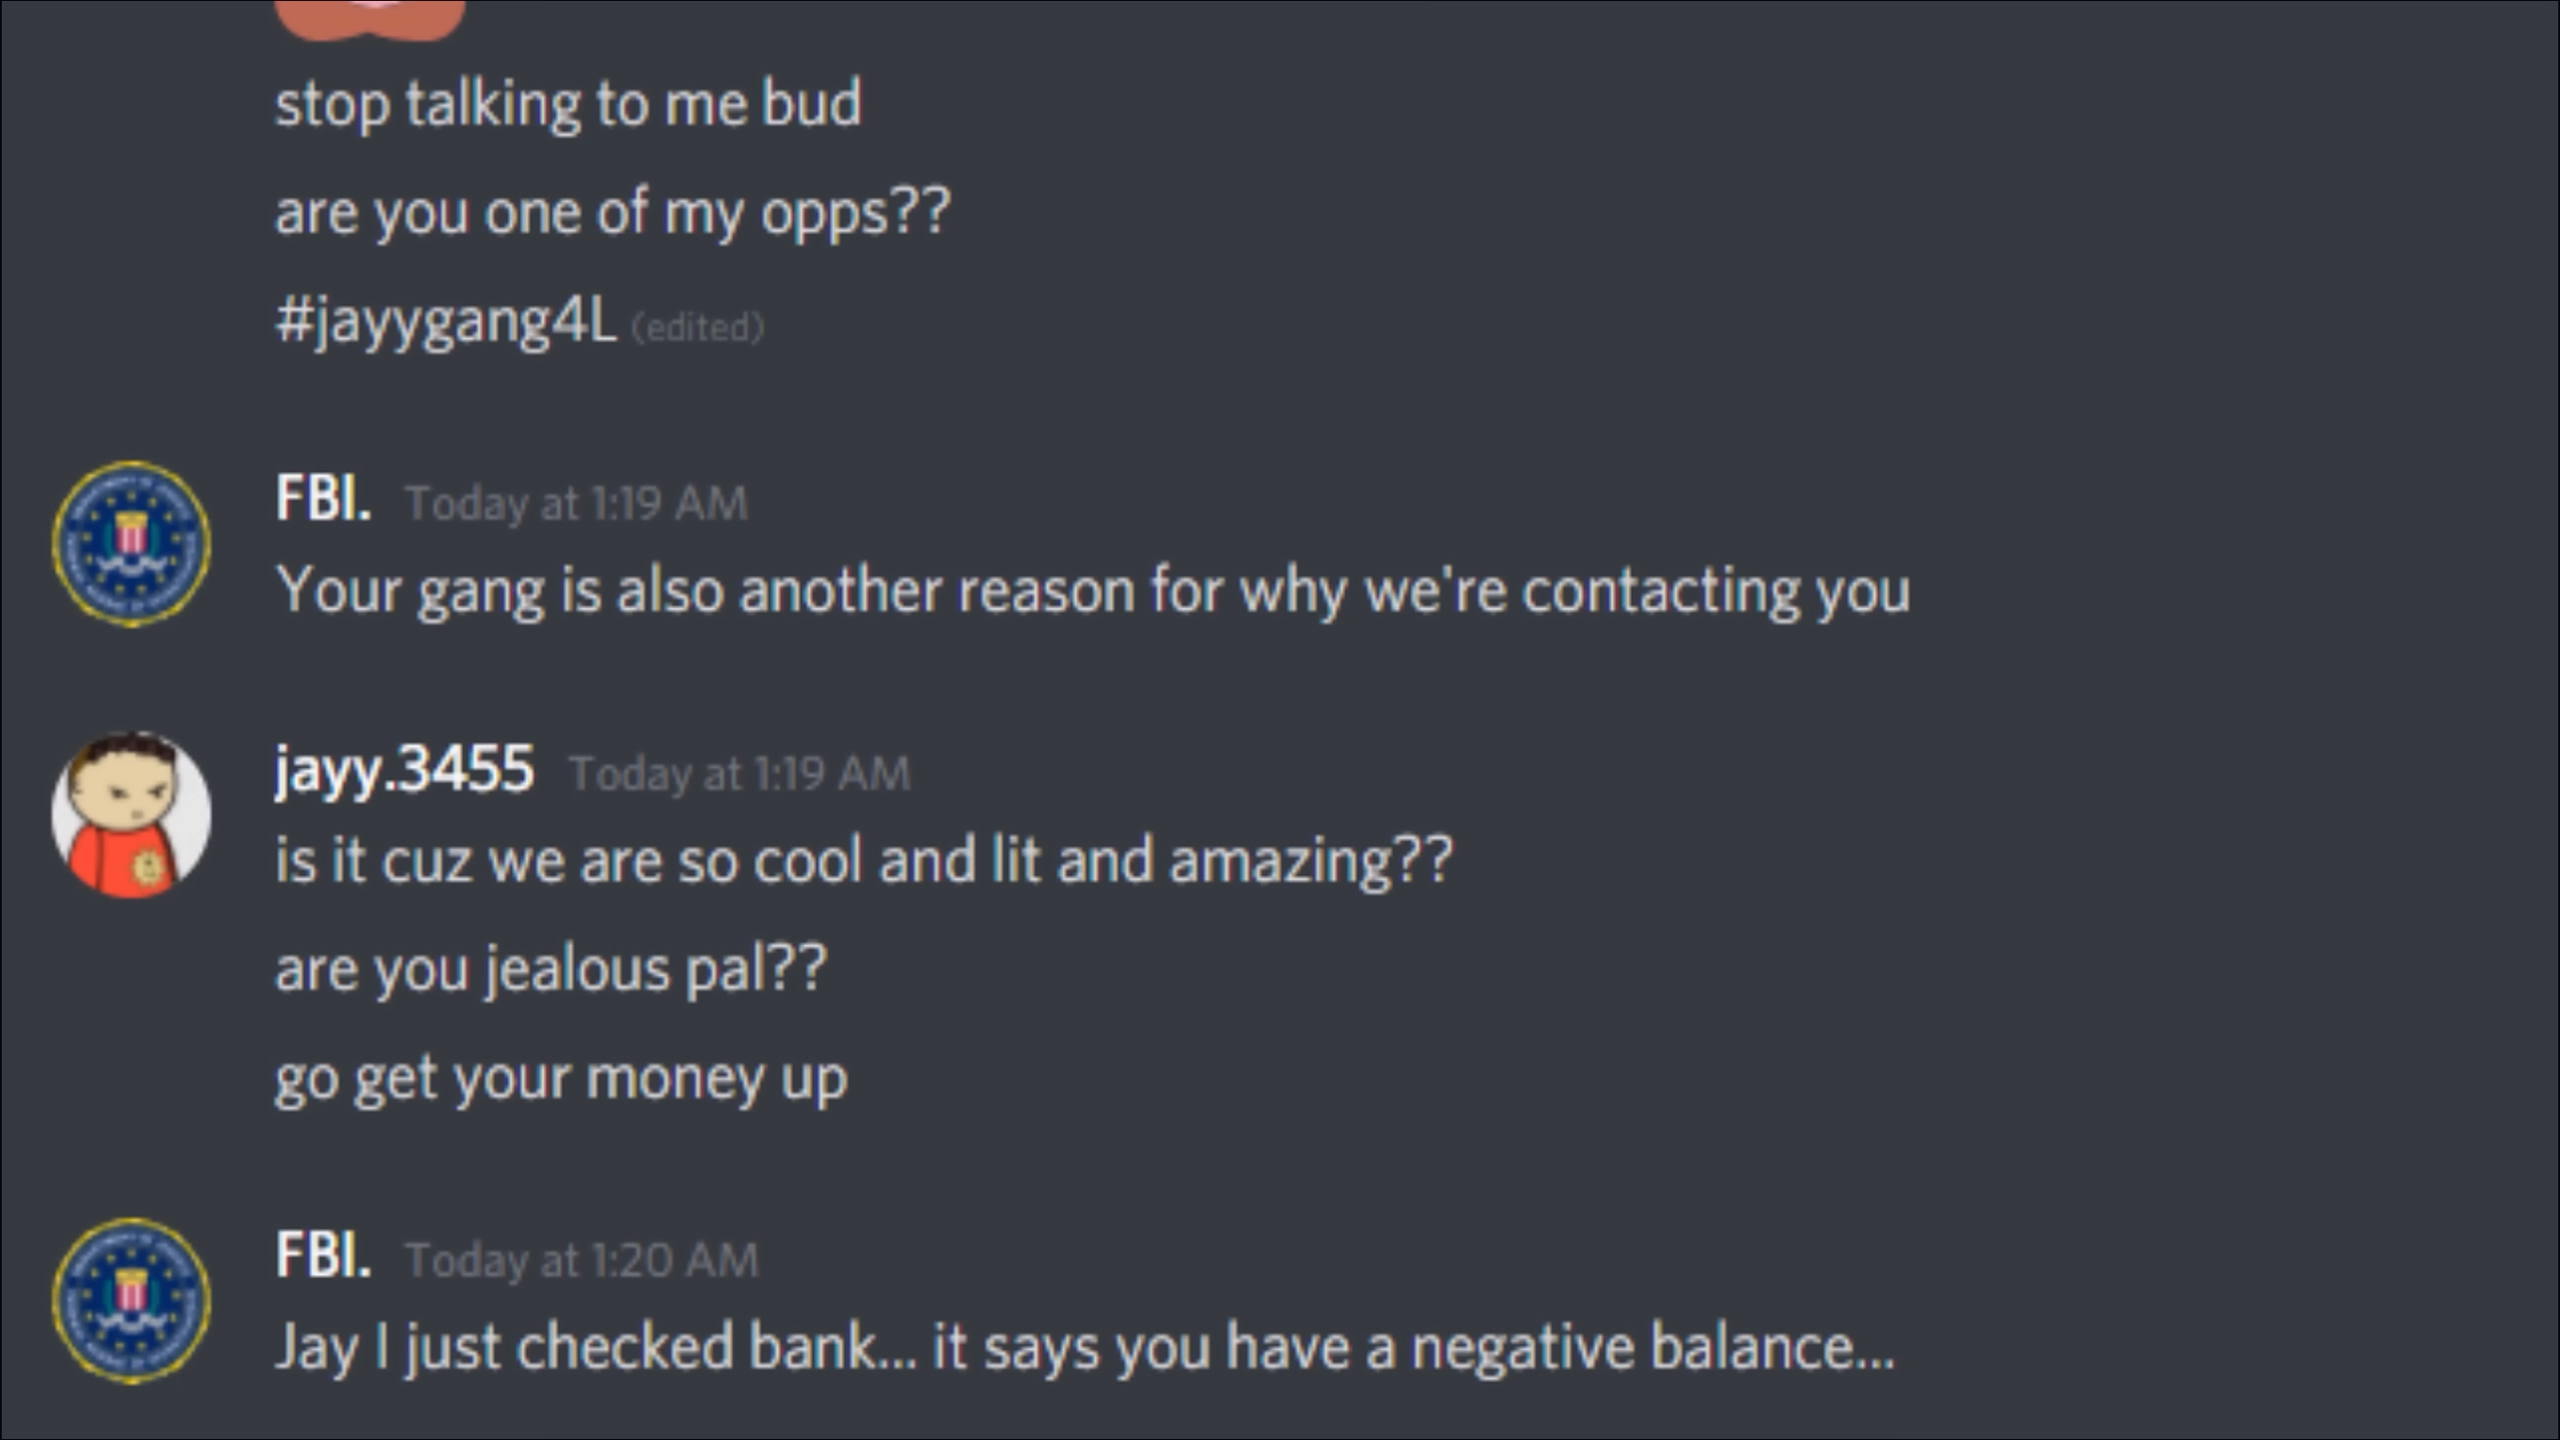 stop talking to me bud
are you one of my opps??
#jayygang4L (edited)
FBI. Today at 1:19 AM
Your gang is also another reason for why we're contacting you
jayy.3455 Today at 1:19 AM
is it cuz we are so cool and lit and amazing??
are you jealous pal??
go get your money up
FBI. Today at 1:20 AM
Jay I just checked bank... it says you have a negative balance...